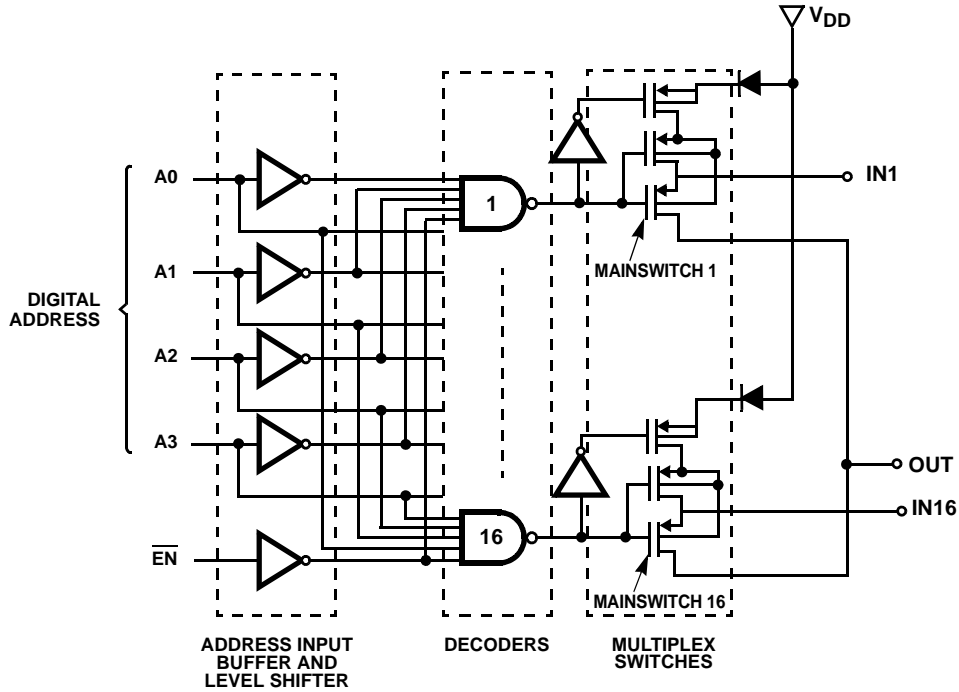 VDD
A0
1
IN1
A1
MAINSWITCH 1
DIGITAL
ADDRESS
A2
A3
OUT
IN16
16
EN
MAINSWITCH 16
ADDRESS INPUT
BUFFER AND
LEVEL SHIFTER
DECODERS
MULTIPLEX
SWITCHES